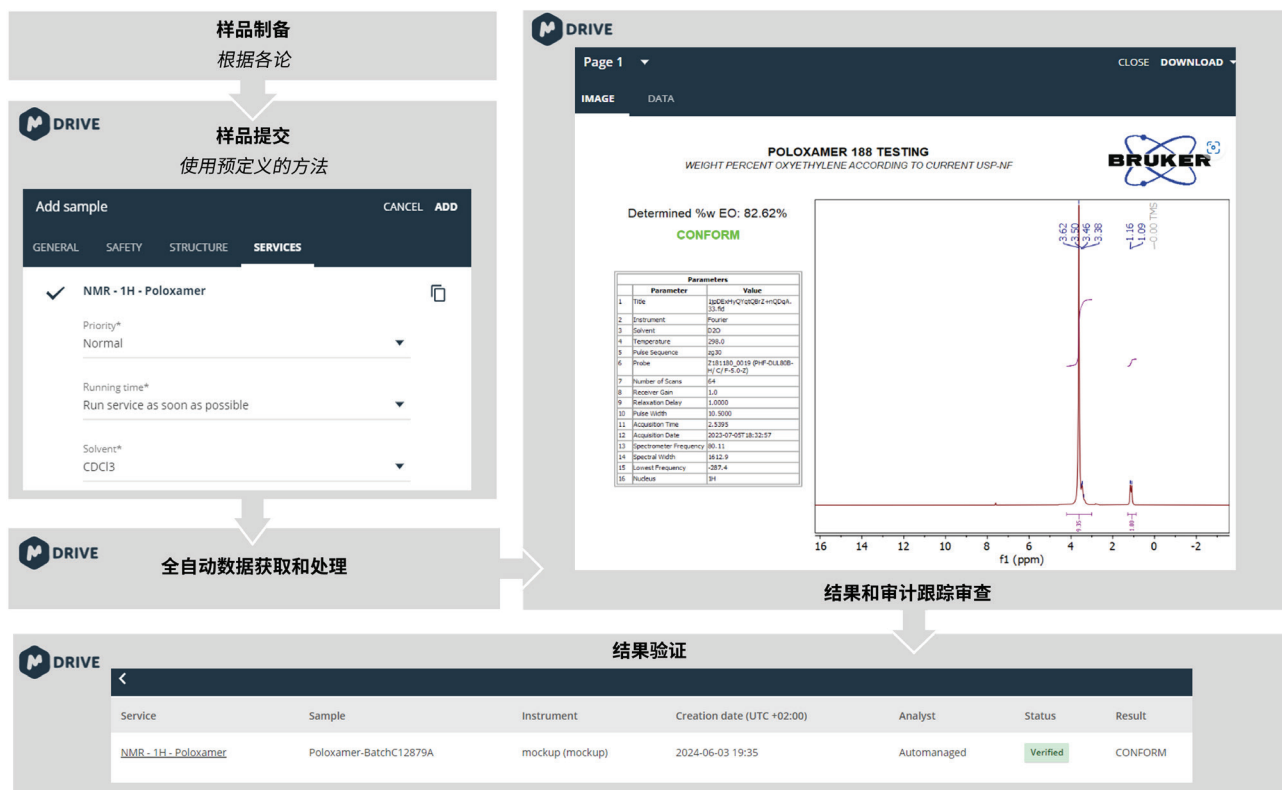 样品制备
根据各论
DRIVE
样品提交
使用预定义的方法
Add sample CANCEL ADD
GENERAL SAFETY STRUCTURE SERVICES
NMR - 1H - Poloxamer
Priority*
Normal
Running time*
Run service as soon as possible
Solvent*
CDCl3
DRIVE
全自动数据获取和处理
DRIVE
Page 1 CLOSE DOWNLOAD
IMAGE DATA
POLOXAMER 188 TESTING
WEIGHT PERCENT OXYETHYLENE ACCORDING TO CURRENT USP-NF
BRUKER
Determined %w EO: 82.62%
CONFORM
Parameters
Parameter Value
1 Title
33.fid
2 Instrument Fourier
3 Solvent D2O
4 Temperature 298.0
5 Pulse Sequence zg30
6 Probe Z181180_0019 (PHF-DUL80B-
H/ C/ F-5.0-Z)
7 Number of Scans 64
8 Receiver Gain 1.0
9 Relaxation Delay 1.0000
10 Pulse Width 10.5000
11 Acquisition Time 2.5395
12 Acquisition Date 2023-07-05T18:32:57
13 Spectrometer Frequency 80.11
14 Spectral Width 1612.9
15 Lowest Frequency -287.4
16 Nucleus 1H
3.62
3.50
3.46
3.38
1.16
1.09
0.00 TMS
9.35
1.80
16 14 12 10 8 6 4 2 0 -2
f1 (ppm)
结果和审计跟踪审查
DRIVE
结果验证
Service Sample Instrument Creation date (UTC +02:00) Analyst Status Result
NMR - 1H - Poloxamer Poloxamer-BatchC12879A mockup (mockup) 2024-06-03 19:35 Automanaged Verified CONFORM